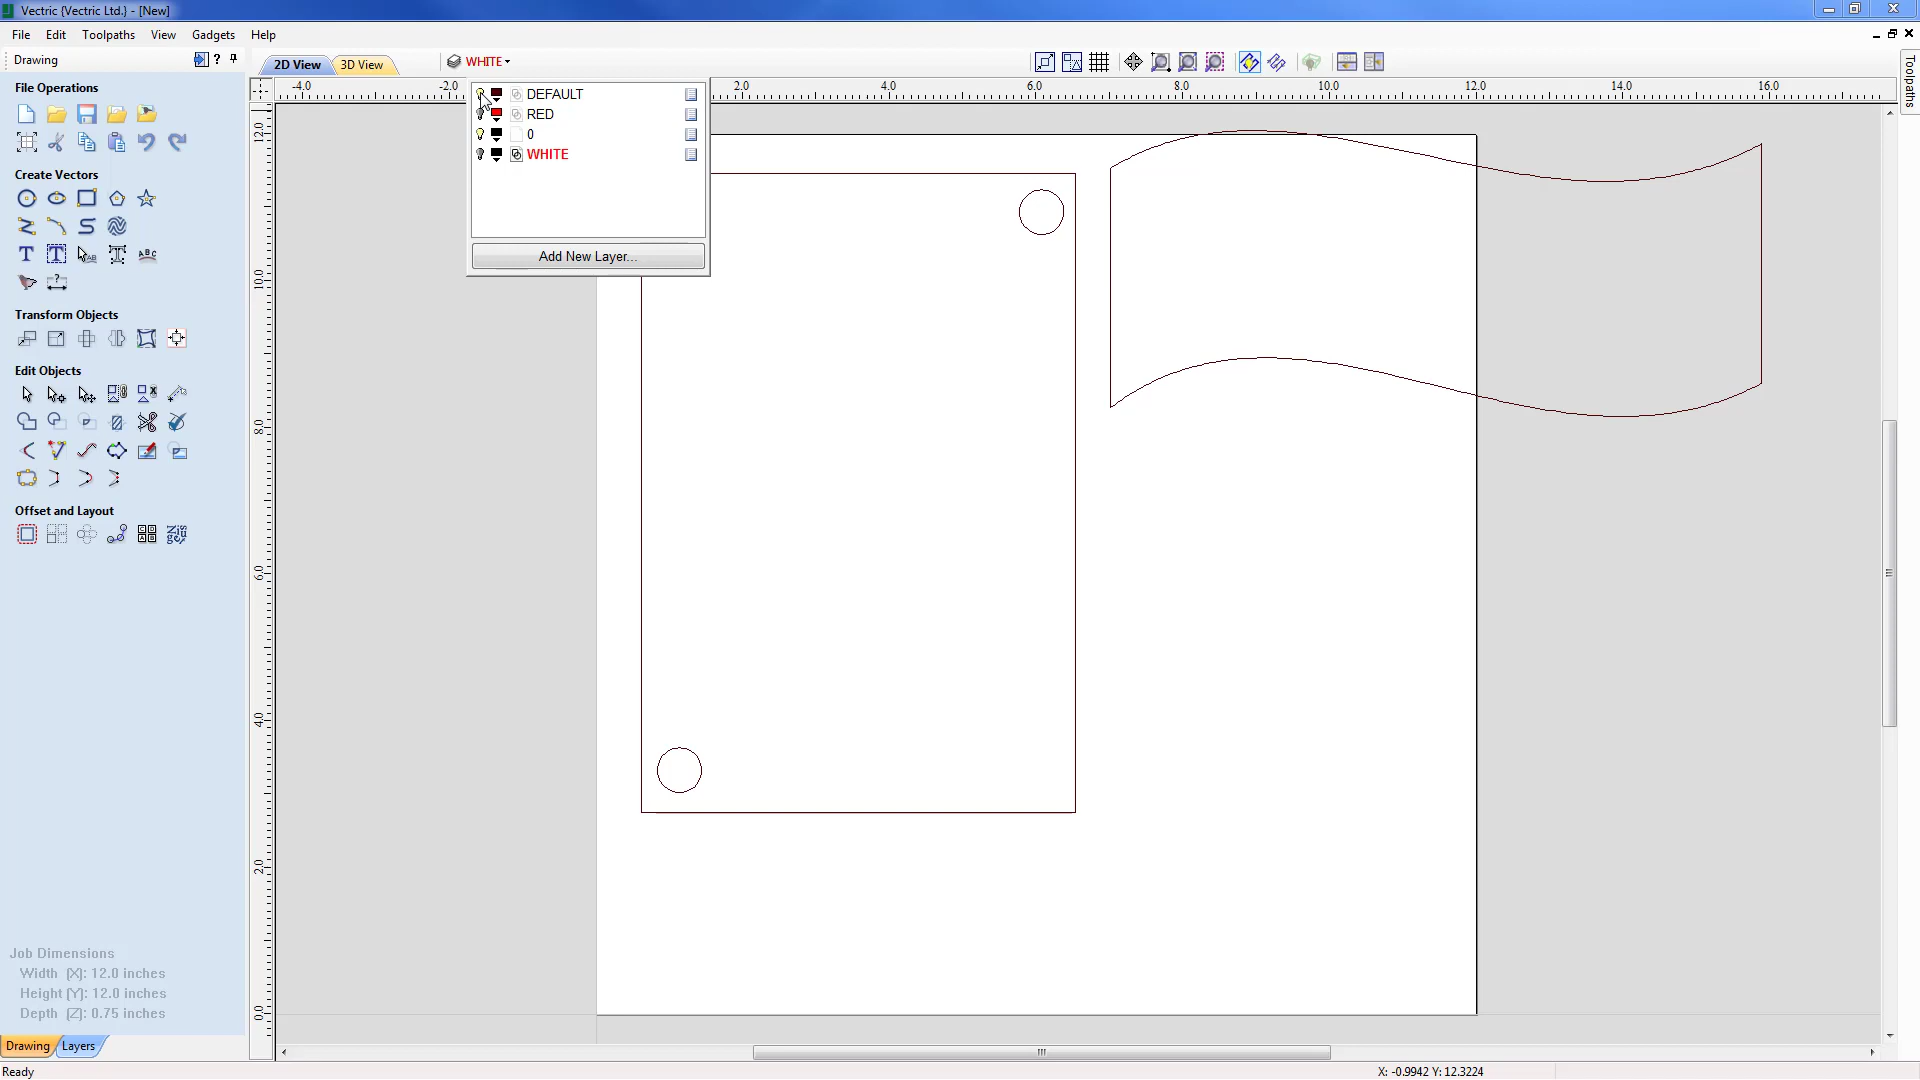 Vectric {Vectric Ltd.} - [New]
File Edit Toolpaths View Gadgets Help
Drawing
2D View 3D View WHITE
File Operations
Create Vectors
Transform Objects
Edit Objects
Offset and Layout
-4.0 -2.0 2.0 4.0 6.0 8.0 10.0 12.0 14.0 16.0
DEFAULT
RED
0
WHITE
Add New Layer...
12.0
10.0
8.0
6.0
4.0
2.0
0.0
Toolpaths
Job Dimensions
Width (X): 12.0 inches
Height (Y): 12.0 inches
Depth (Z): 0.75 inches
Drawing Layers
Ready
X: -0.9942 Y: 12.3224